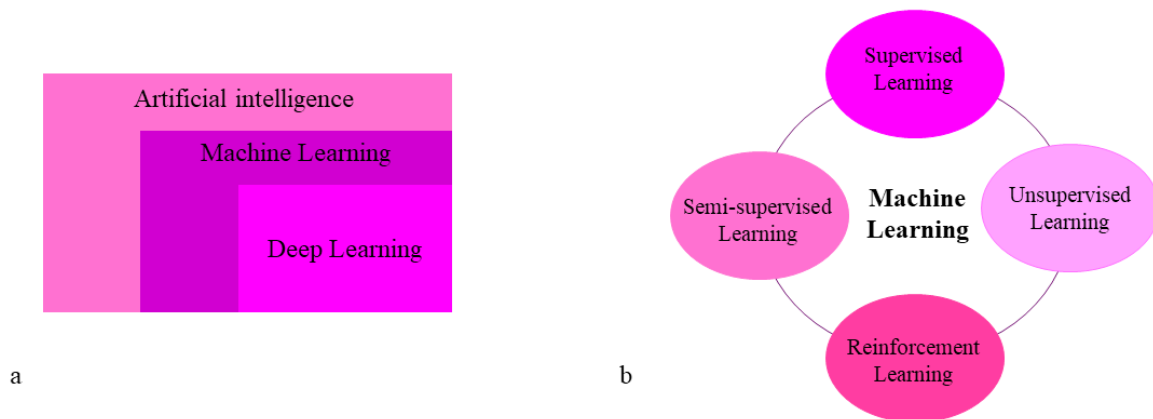 Artificial intelligence
Machine Learning
Deep Learning
a
Supervised
Learning
Semi-supervised
Learning
Machine
Learning
Unsupervised
Learning
Reinforcement
Learning
b